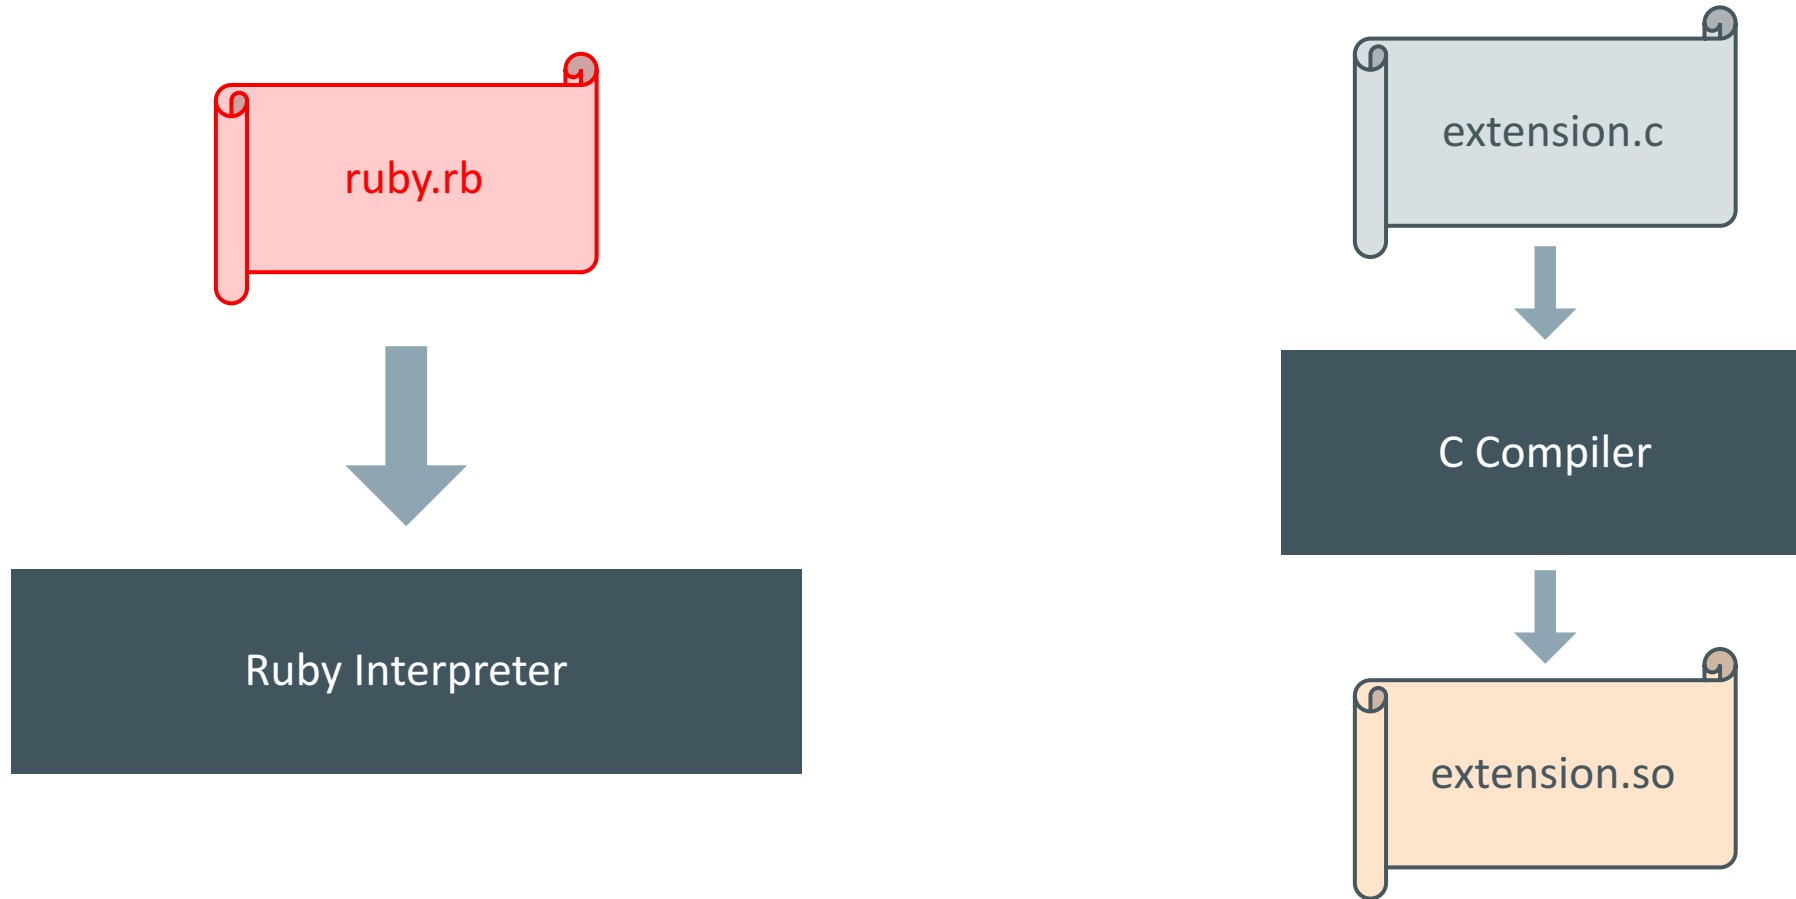 ruby.rb
Ruby Interpreter
extension.c
C Compiler
extension.so